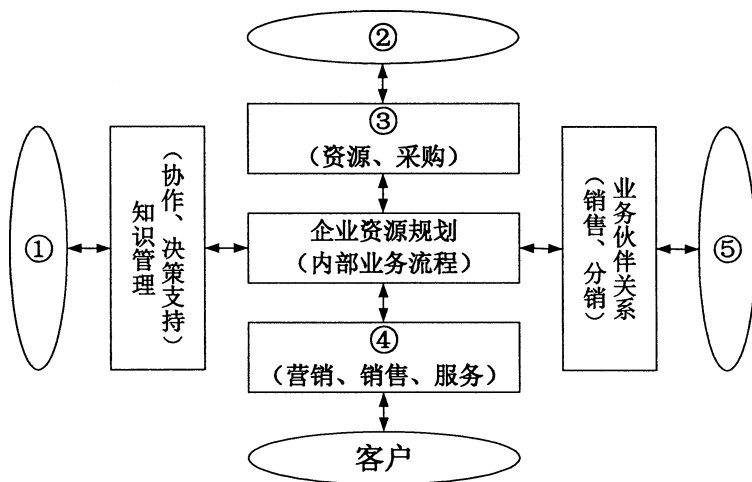 ②
③
（资源、采购）
①
知识管理
（协作、决策支持）
企业资源规划
（内部业务流程）
业务伙伴关系
（销售、分销）
⑤
④
（营销、销售、服务）
客户